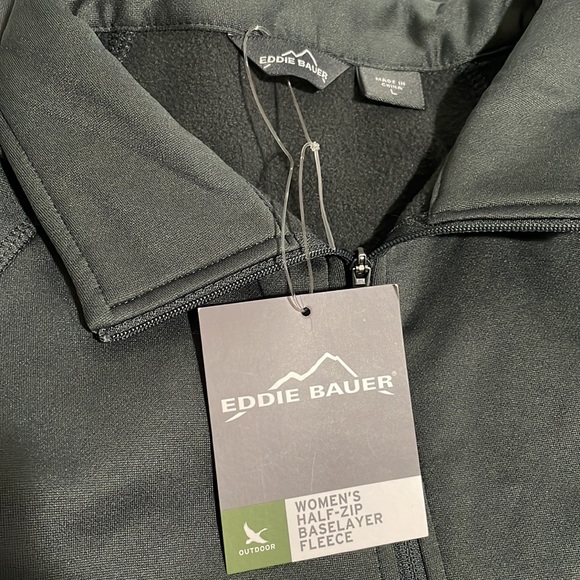 EDDIE BAUER
MADE IN
CHINA
L
EDDIE BAUER®
WOMEN'S
HALF-ZIP
BASELAYER
FLEECE
OUTDOOR